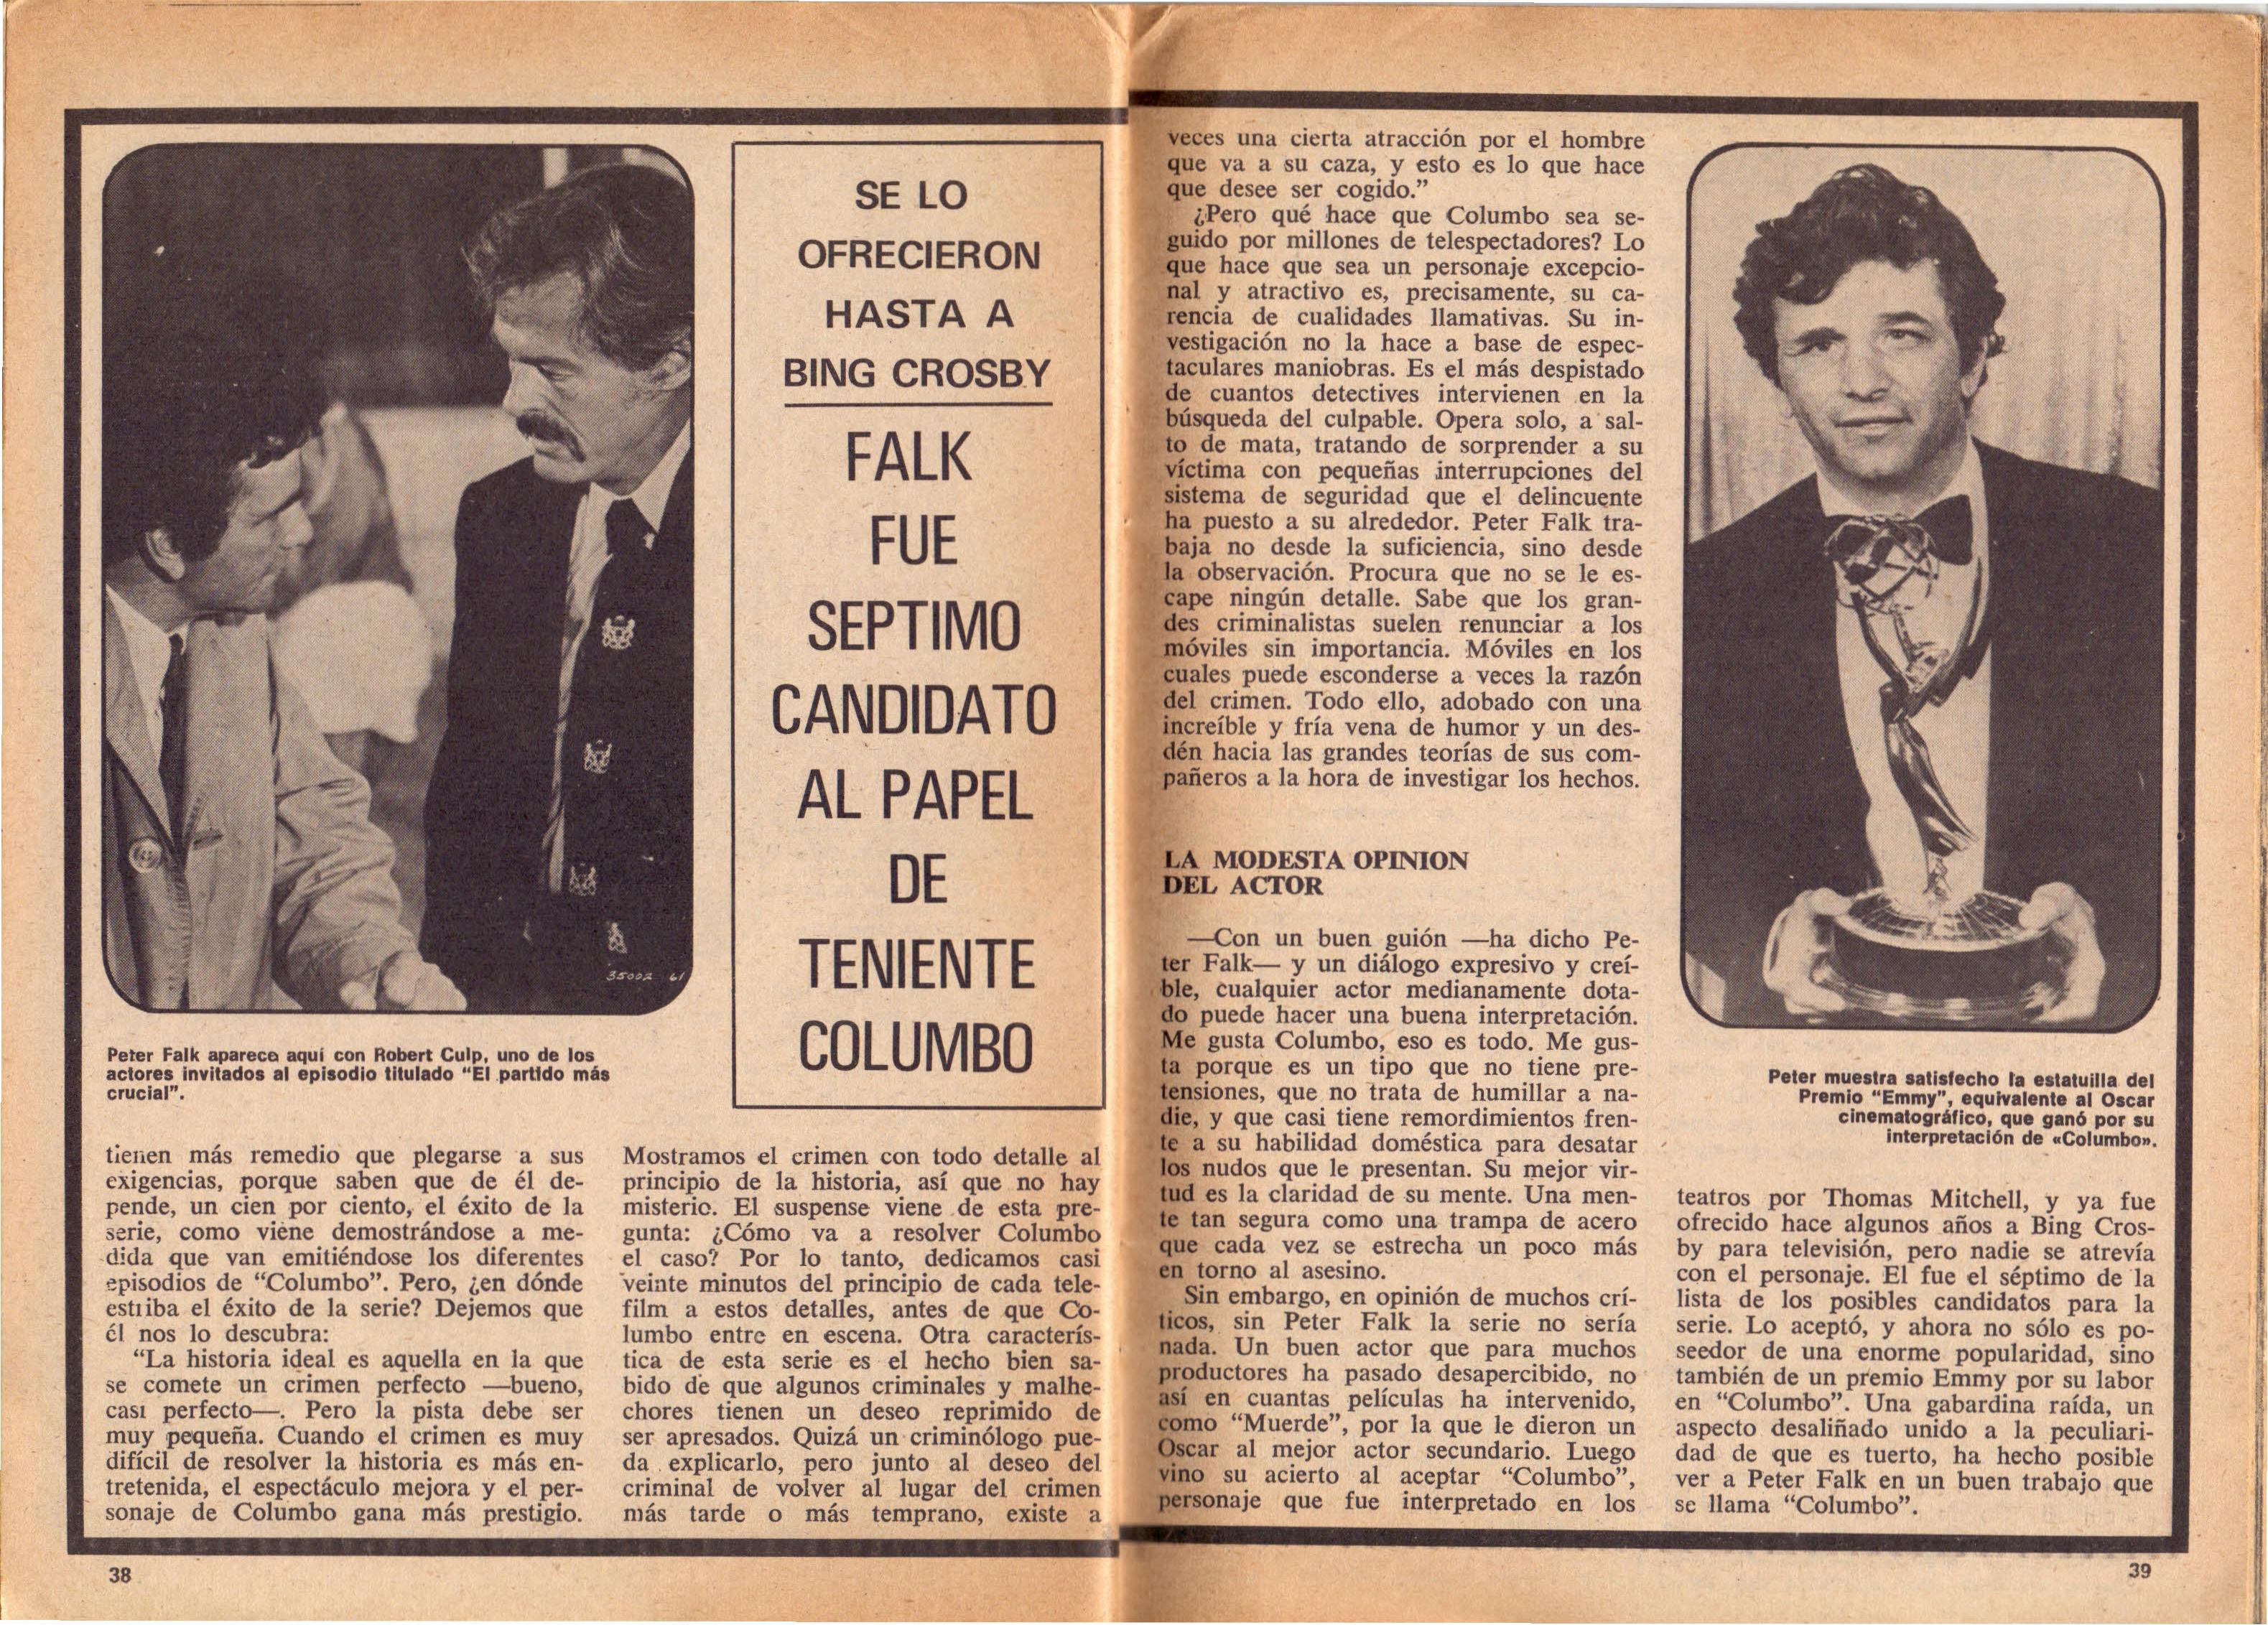 SE LO
OFRECIERON
HASTA A
BING CROSBY
FALK
FUE
SEPTIMO
CANDIDATO
AL PAPEL
DE
TENIENTE
COLUMBO
35002 61
Peter Falk aparece aquí con Robert Culp, uno de los
actores invitados al episodio titulado “El partido más
crucial”.
tienen más remedio que plegarse a sus
exigencias, porque saben que de él de-
pende, un cien por ciento, el éxito de la
serie, como viene demostrándose a me-
dida que van emitiéndose los diferentes
episodios de “Columbo”. Pero, ¿en dónde
estriba el éxito de la serie? Dejemos que
él nos lo descubra:
“La historia ideal es aquella en la que
se comete un crimen perfecto —bueno,
casi perfecto—. Pero la pista debe ser
muy pequeña. Cuando el crimen es muy
difícil de resolver la historia es más en-
tretenida, el espectáculo mejora y el per-
sonaje de Columbo gana más prestigio.
Mostramos el crimen con todo detalle al
principio de la historia, así que no hay
misterio. El suspense viene de esta pre-
gunta: ¿Cómo va a resolver Columbo
el caso? Por lo tanto, dedicamos casi
veinte minutos del principio de cada tele-
film a estos detalles, antes de que Co-
lumbo entre en escena. Otra caracterís-
tica de esta serie es el hecho bien sa-
bido de que algunos criminales y malhe-
chores tienen un deseo reprimido de
ser apresados. Quizá un criminólogo pue-
da explicarlo, pero junto al deseo del
criminal de volver al lugar del crimen
más tarde o más temprano, existe a
38
veces una cierta atracción por el hombre
que va a su caza, y esto es lo que hace
que desee ser cogido.”
¿Pero qué hace que Columbo sea se-
guido por millones de telespectadores? Lo
que hace que sea un personaje excepcio-
nal y atractivo es, precisamente, su ca-
rencia de cualidades llamativas. Su in-
vestigación no la hace a base de espec-
taculares maniobras. Es el más despistado
de cuantos detectives intervienen en la
búsqueda del culpable. Opera solo, a sal-
to de mata, tratando de sorprender a su
víctima con pequeñas interrupciones del
sistema de seguridad que el delincuente
ha puesto a su alrededor. Peter Falk tra-
baja no desde la suficiencia, sino desde
la observación. Procura que no se le es-
cape ningún detalle. Sabe que los gran-
des criminalistas suelen renunciar a los
móviles sin importancia. Móviles en los
cuales puede esconderse a veces la razón
del crimen. Todo ello, adobado con una
increíble y fría vena de humor y un des-
dén hacia las grandes teorías de sus com-
pañeros a la hora de investigar los hechos.
LA MODESTA OPINION
DEL ACTOR
—Con un buen guión —ha dicho Pe-
ter Falk— y un diálogo expresivo y creí-
ble, cualquier actor medianamente dota-
do puede hacer una buena interpretación.
Me gusta Columbo, eso es todo. Me gus-
ta porque es un tipo que no tiene pre-
tensiones, que no trata de humillar a na-
die, y que casi tiene remordimientos fren-
te a su habilidad doméstica para desatar
los nudos que le presentan. Su mejor vir-
tud es la claridad de su mente. Una men-
te tan segura como una trampa de acero
que cada vez se estrecha un poco más
en torno al asesino.
Sin embargo, en opinión de muchos crí-
ticos, sin Peter Falk la serie no sería
nada. Un buen actor que para muchos
productores ha pasado desapercibido, no
así en cuantas películas ha intervenido,
como “Muerde”, por la que le dieron un
Oscar al mejor actor secundario. Luego
vino su acierto al aceptar “Columbo”,
personaje que fue interpretado en los
Peter muestra satisfecho la estatuilla del
Premio “Emmy”, equivalente al Oscar
cinematográfico, que ganó por su
interpretación de «Columbo».
teatros por Thomas Mitchell, y ya fue
ofrecido hace algunos años a Bing Cros-
by para televisión, pero nadie se atrevía
con el personaje. El fue el séptimo de la
lista de los posibles candidatos para la
serie. Lo aceptó, y ahora no sólo es po-
seedor de una enorme popularidad, sino
también de un premio Emmy por su labor
en “Columbo”. Una gabardina raída, un
aspecto desaliñado unido a la peculiari-
dad de que es tuerto, ha hecho posible
ver a Peter Falk en un buen trabajo que
se llama “Columbo”.
39